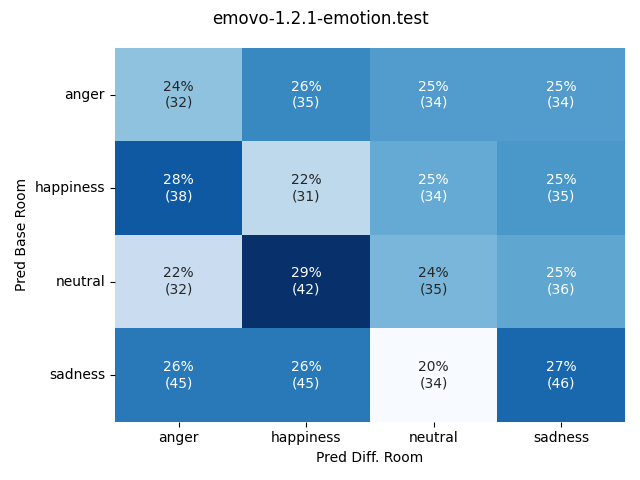 emovo-1.2.1-emotion.test
Pred Base Room
anger
24%
(32)
26%
(35)
25%
(34)
25%
(34)
happiness
28%
(38)
22%
(31)
25%
(34)
25%
(35)
neutral
22%
(32)
29%
(42)
24%
(35)
25%
(36)
sadness
26%
(45)
26%
(45)
20%
(34)
27%
(46)
anger
happiness
neutral
sadness
Pred Diff. Room